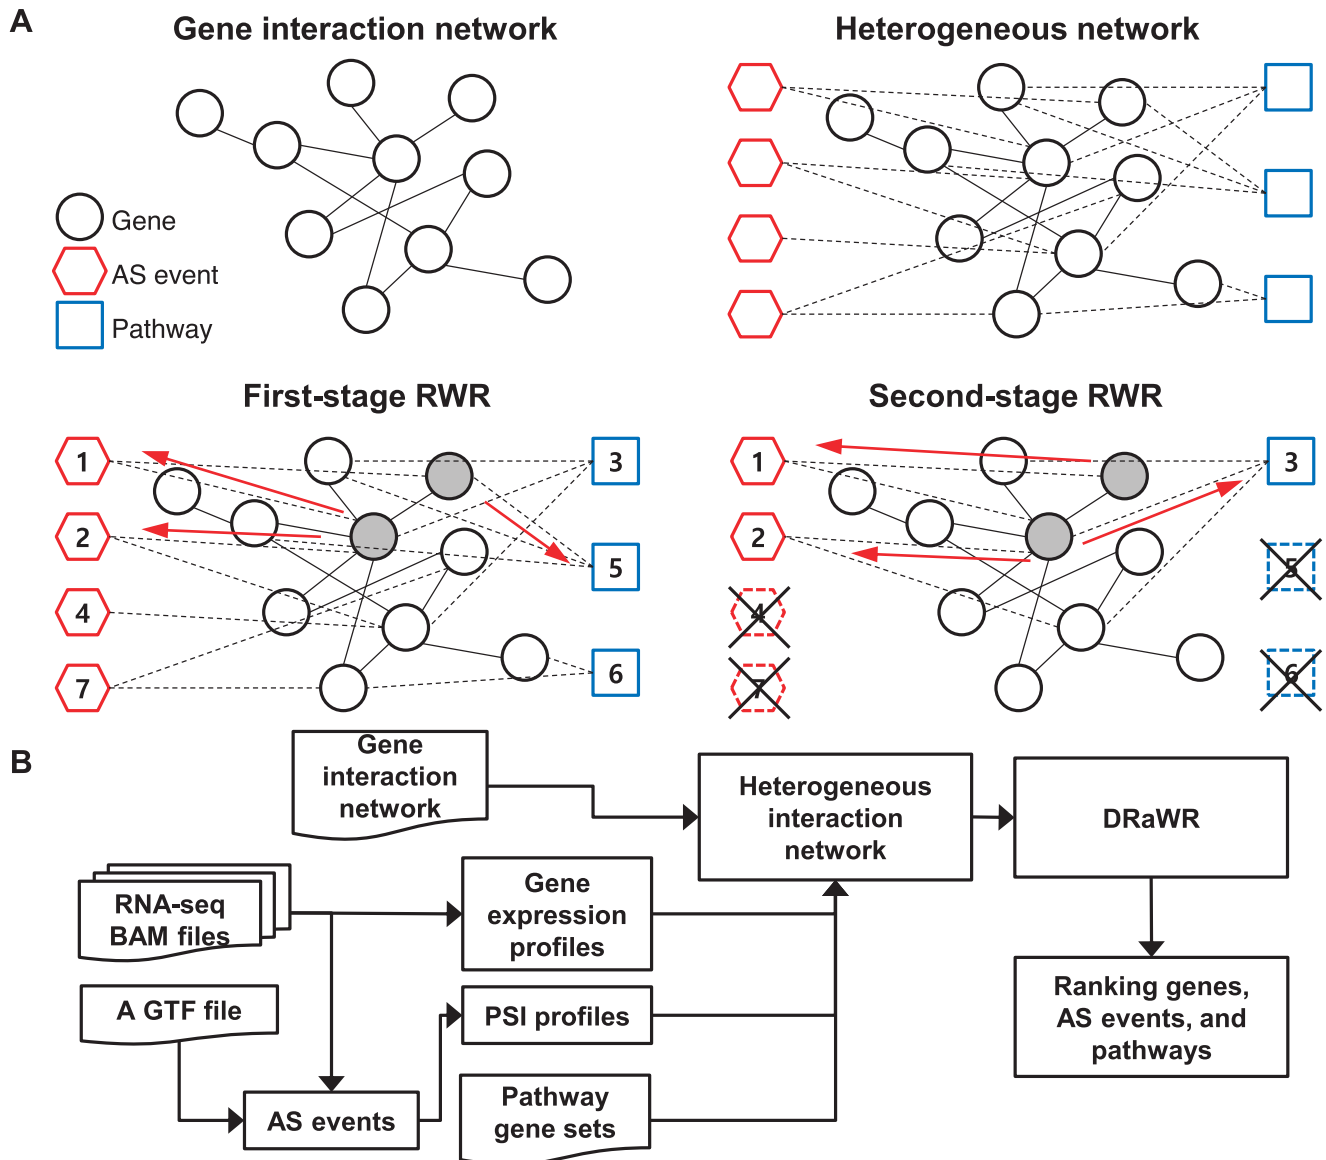 A
Gene interaction network
Heterogeneous network
Gene
AS event
Pathway
First-stage RWR
Second-stage RWR
1
3
2
5
4
7
6
1
3
2
5
4
7
6
B
Gene
interaction
network
Heterogeneous
interaction
network
DRaWR
RNA-seq
BAM files
Gene
expression
profiles
A GTF file
PSI profiles
Ranking genes,
AS events, and
pathways
AS events
Pathway
gene sets